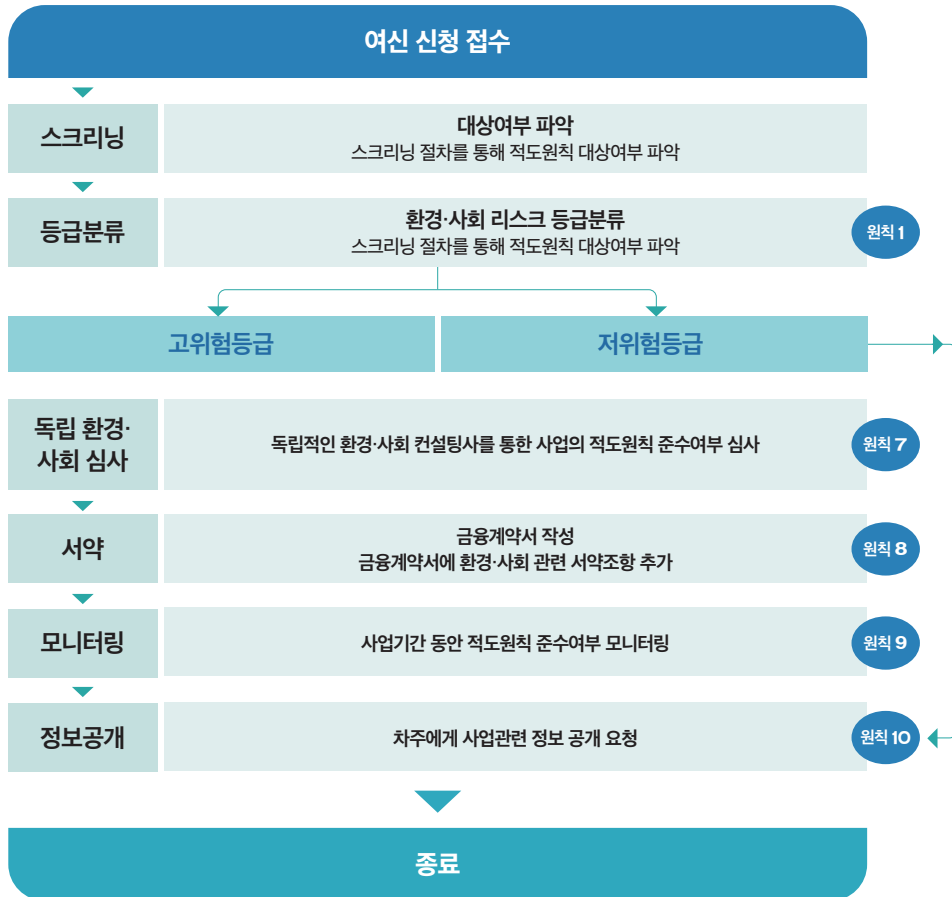 여신 신청 접수
스크리닝
대상여부 파악
스크리닝 절차를 통해 적도원칙 대상여부 파악
등급분류
환경·사회 리스크 등급분류
스크리닝 절차를 통해 적도원칙 대상여부 파악
원칙 1
고위험등급
저위험등급
독립 환경·
사회 심사
독립적인 환경·사회 컨설팅사를 통한 사업의 적도원칙 준수여부 심사
원칙 7
서약
금융계약서 작성
금융계약서에 환경·사회 관련 서약조항 추가
원칙 8
모니터링
사업기간 동안 적도원칙 준수여부 모니터링
원칙 9
정보공개
차주에게 사업관련 정보 공개 요청
원칙 10
종료